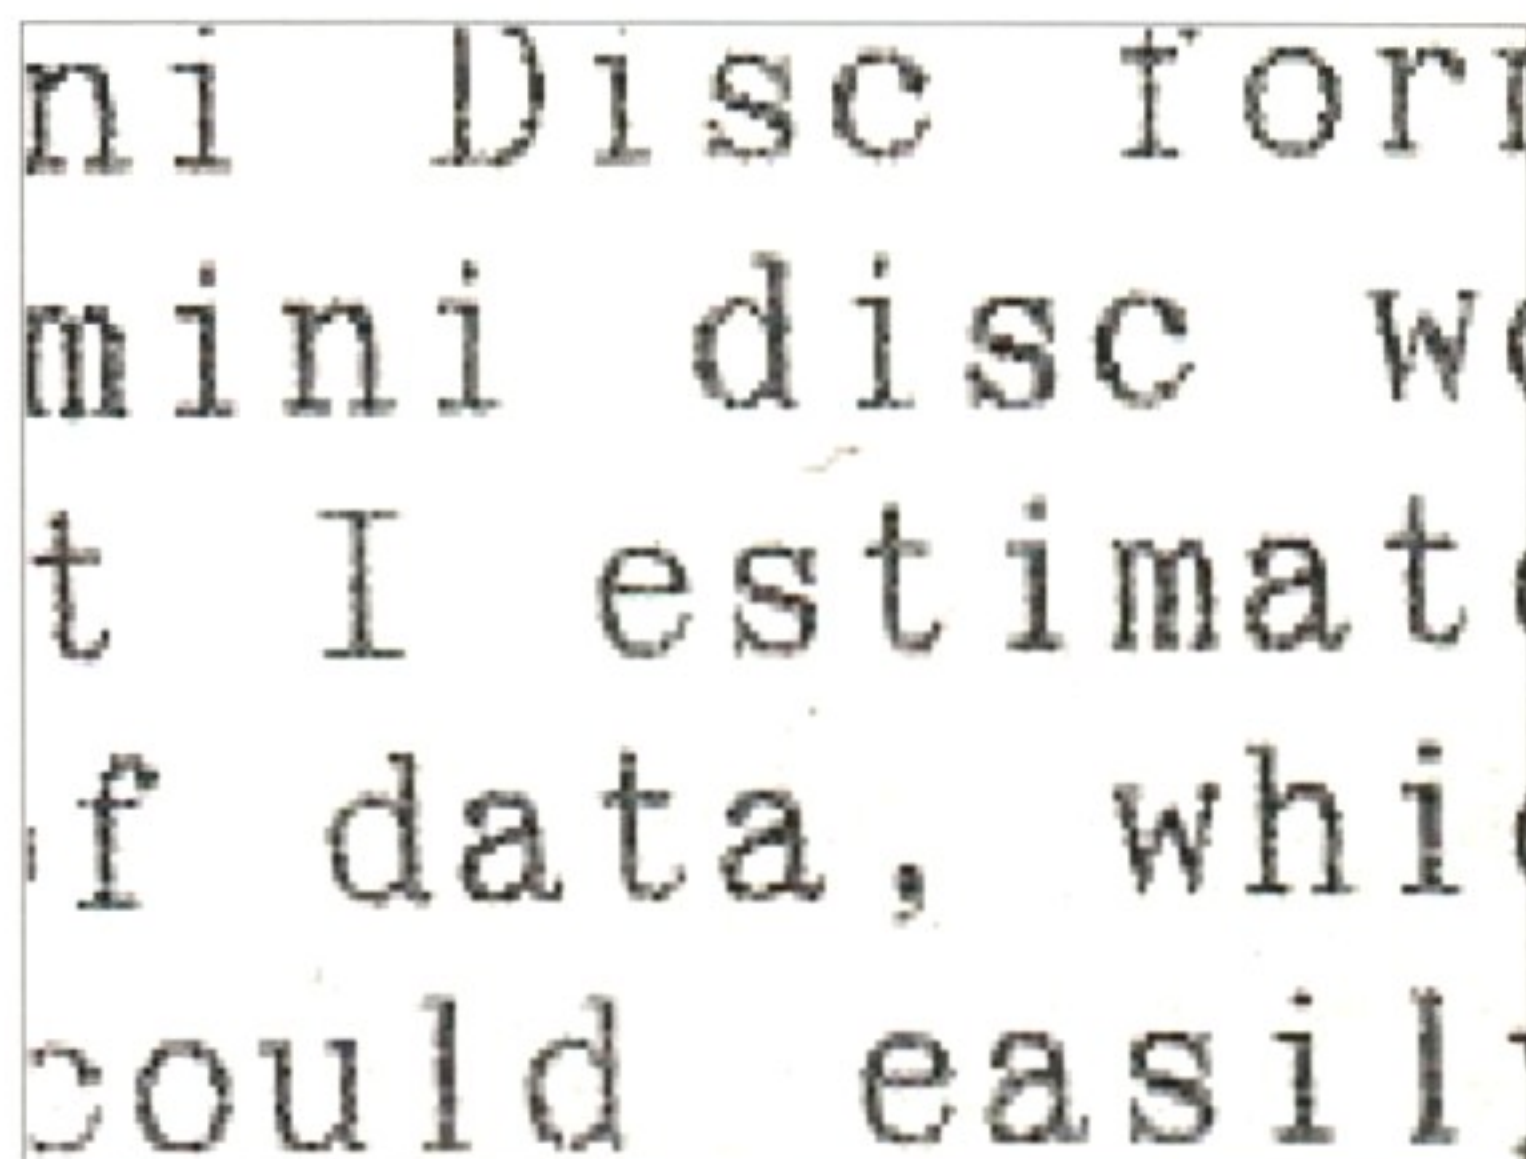 ni Disc for
mini disc w
t I estimat
f data, whi
could easil